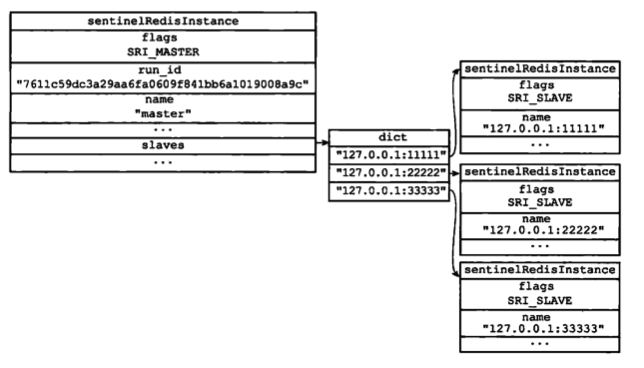 sentinelRedisInstance
flags
SRI_MASTER
run_id
"7611c59dc3a29aa6fa0609f841bb6a1019008a9c"
name
"master"
...
slaves
...
dict
"127.0.0.1:11111"
"127.0.0.1:22222"
"127.0.0.1:33333"
sentinelRedisInstance
flags
SRI_SLAVE
name
"127.0.0.1:11111"
...
sentinelRedisInstance
flags
SRI_SLAVE
name
"127.0.0.1:22222"
...
sentinelRedisInstance
flags
SRI_SLAVE
name
"127.0.0.1:33333"
...